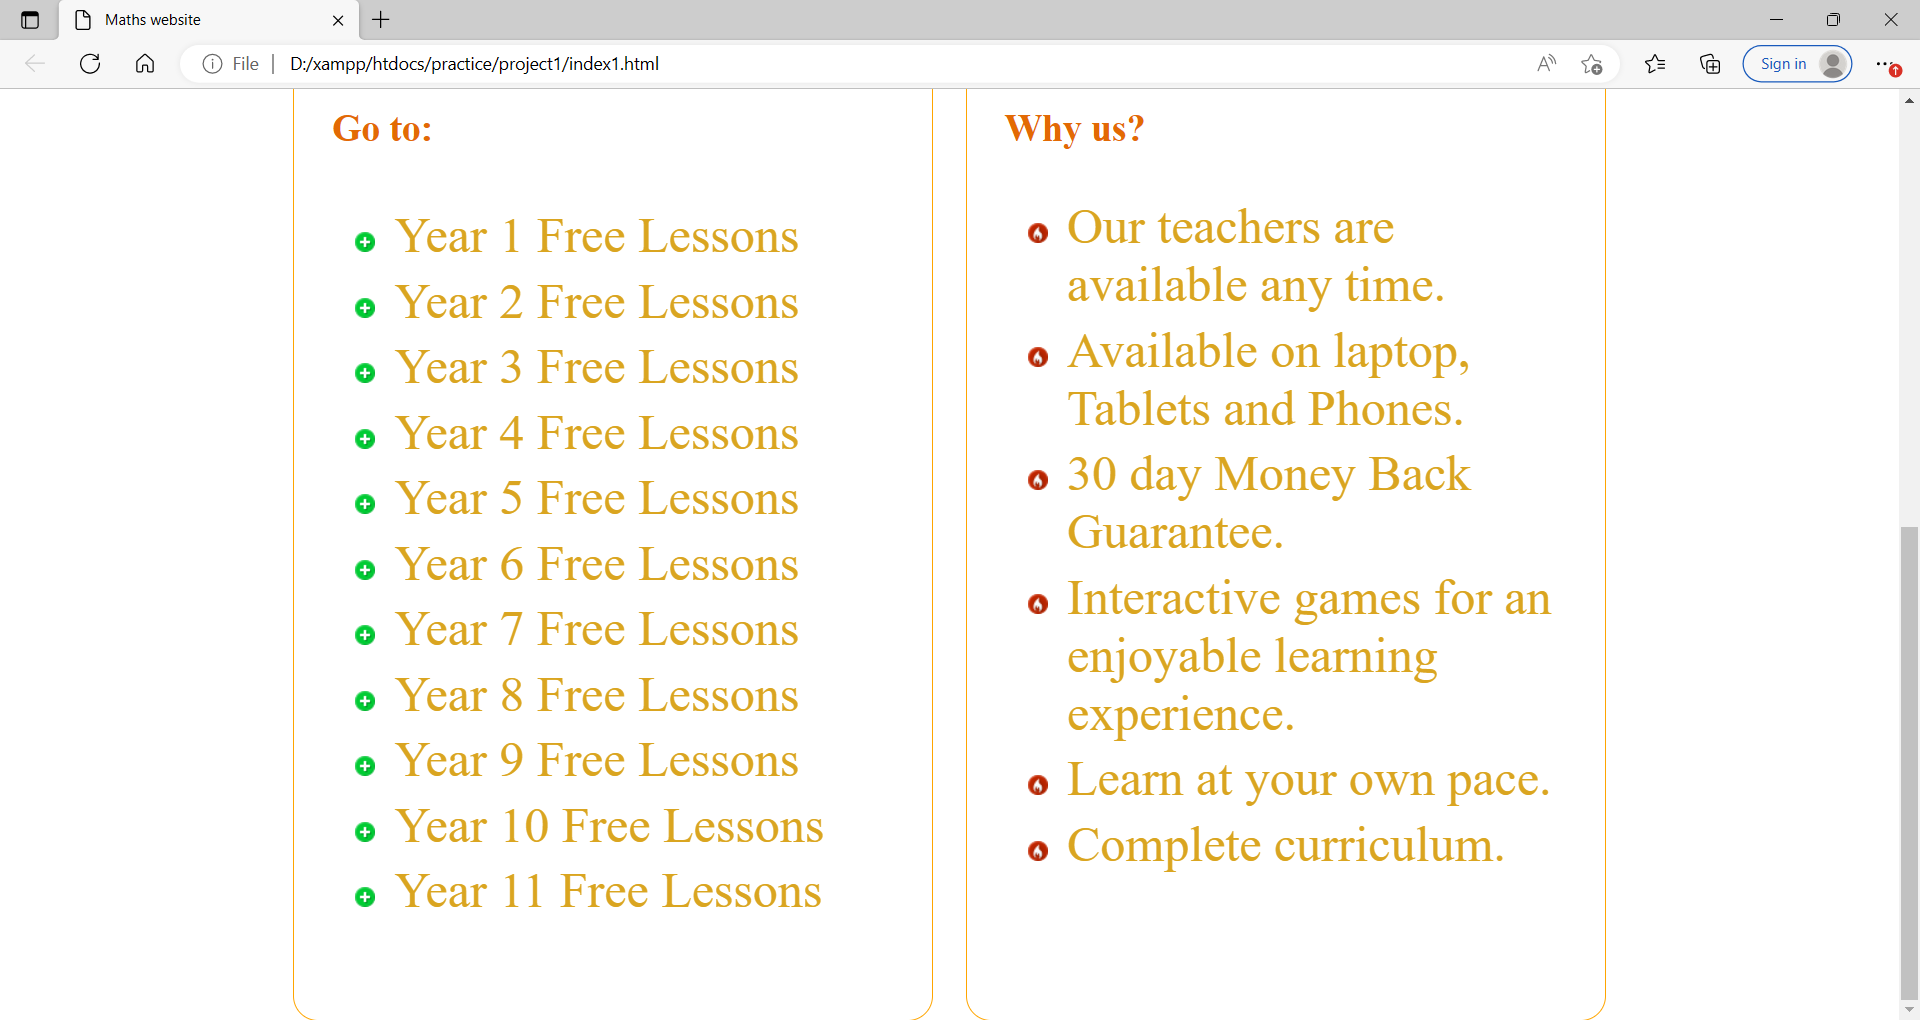 Maths website
File
D:/xampp/htdocs/practice/project1/index1.html
Sign in
Go to:
Year 1 Free Lessons
Year 2 Free Lessons
Year 3 Free Lessons
Year 4 Free Lessons
Year 5 Free Lessons
Year 6 Free Lessons
Year 7 Free Lessons
Year 8 Free Lessons
Year 9 Free Lessons
Year 10 Free Lessons
Year 11 Free Lessons
Why us?
Our teachers are
available any time.
Available on laptop,
Tablets and Phones.
30 day Money Back
Guarantee.
Interactive games for an
enjoyable learning
experience.
Learn at your own pace.
Complete curriculum.